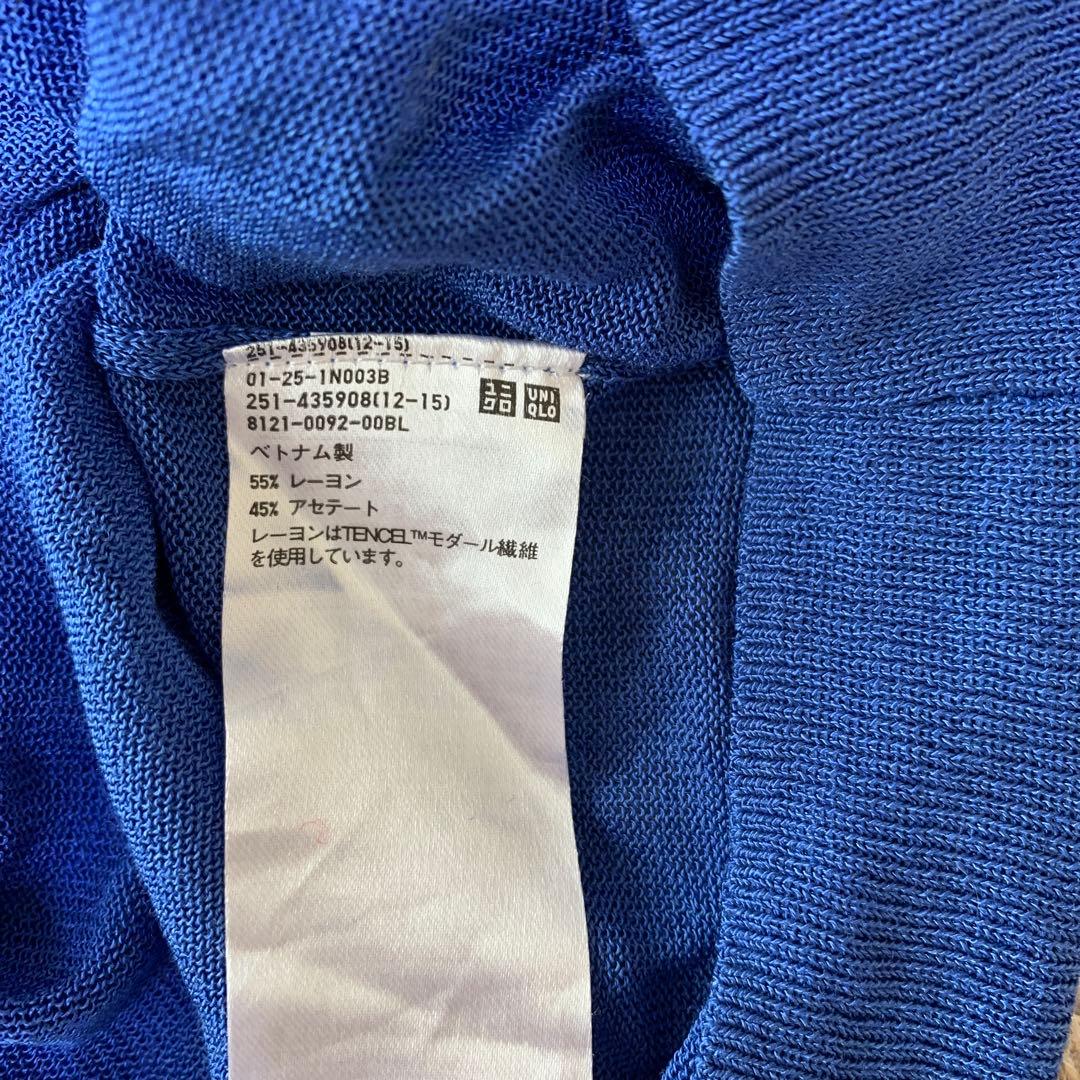 251-435908(12-15)
01-25-1N003B
251-435908(12-15)
8121-0092-00BL
ユニクロ
UNIQLO
ベトナム製
55% レーヨン
45% アセテート
レーヨンはTENCEL™モダール繊維
を使用しています。